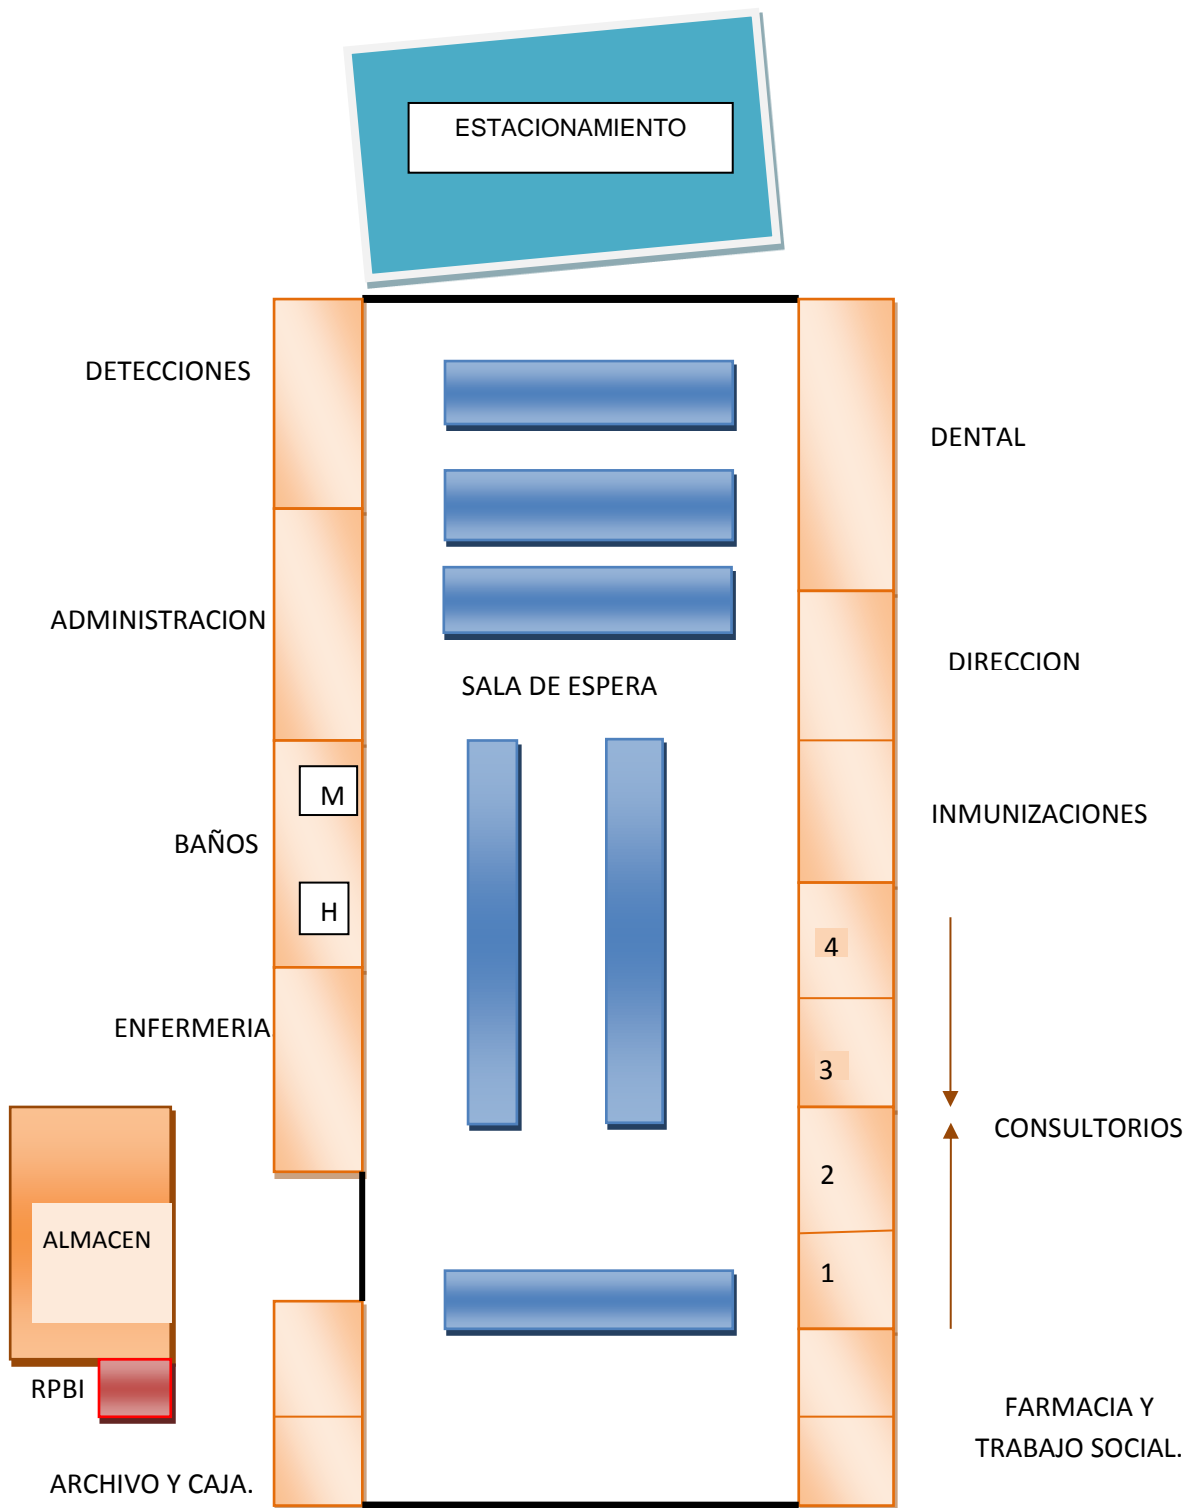 ESTACIONAMIENTO
DETECCIONES
DENTAL
ADMINISTRACION
DIRECCION
SALA DE ESPERA
M
INMUNIZACIONES
BAÑOS
H
4
ENFERMERIA
3
CONSULTORIOS
2
ALMACEN
1
RPBI
FARMACIA Y
TRABAJO SOCIAL.
ARCHIVO Y CAJA.